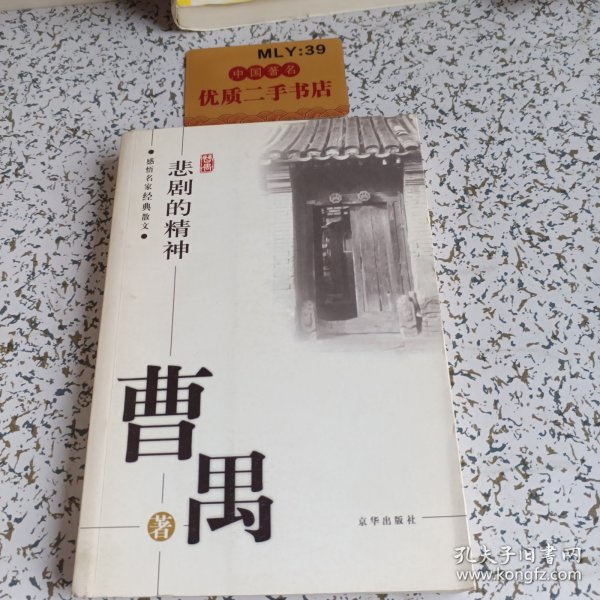 MLY:39
中国著名
优质二手书店
感悟名家经典散文
悲剧的精神
曹禺
著
京华出版社
孔夫子旧书网
www.kongfz.com